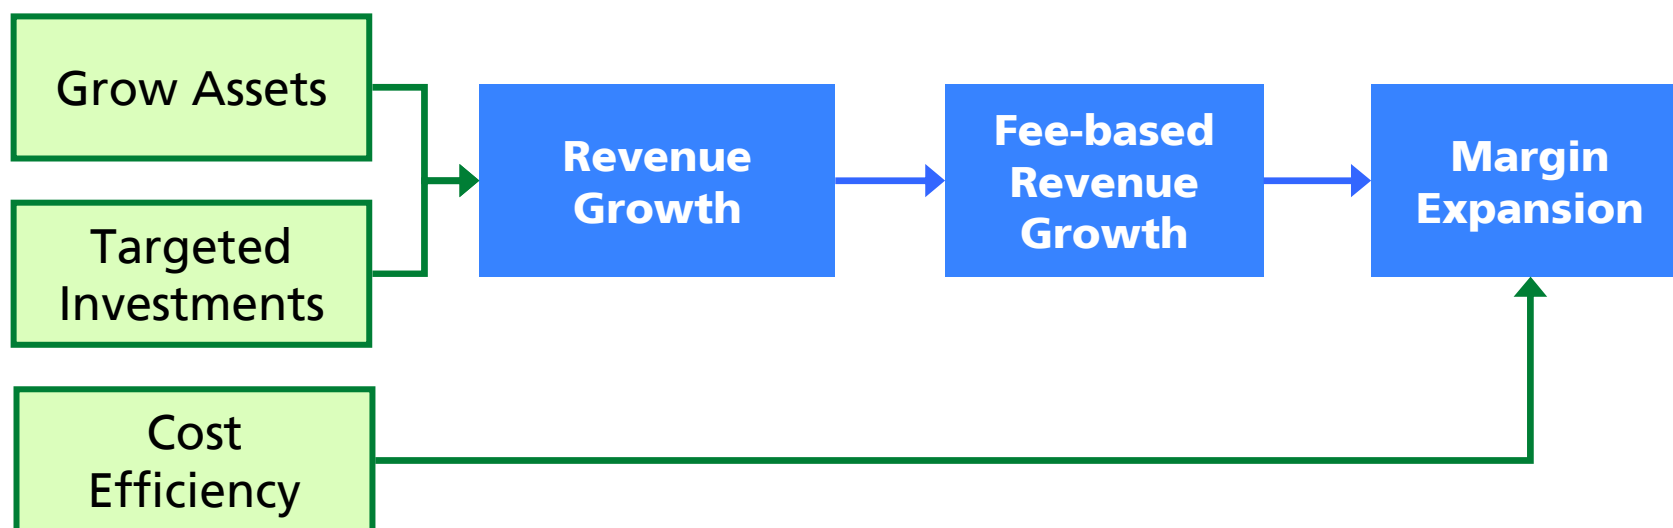 Grow Assets
Targeted
Investments
Cost
Efficiency
Revenue
Growth
Fee-based
Revenue
Growth
Margin
Expansion